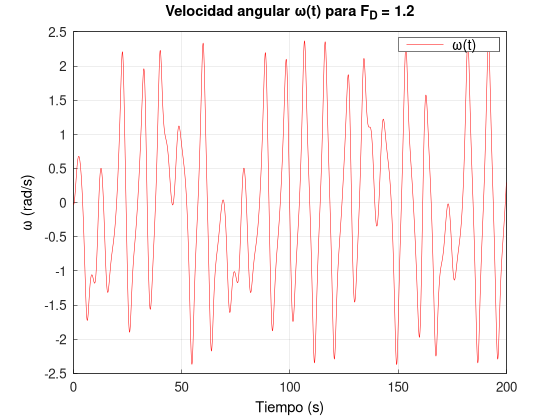 Velocidad angular ω(t) para F_D = 1.2
ω(t)
2.5
2
1.5
1
0.5
0
-0.5
-1
-1.5
-2
-2.5
ω (rad/s)
0 50 100 150 200
Tiempo (s)